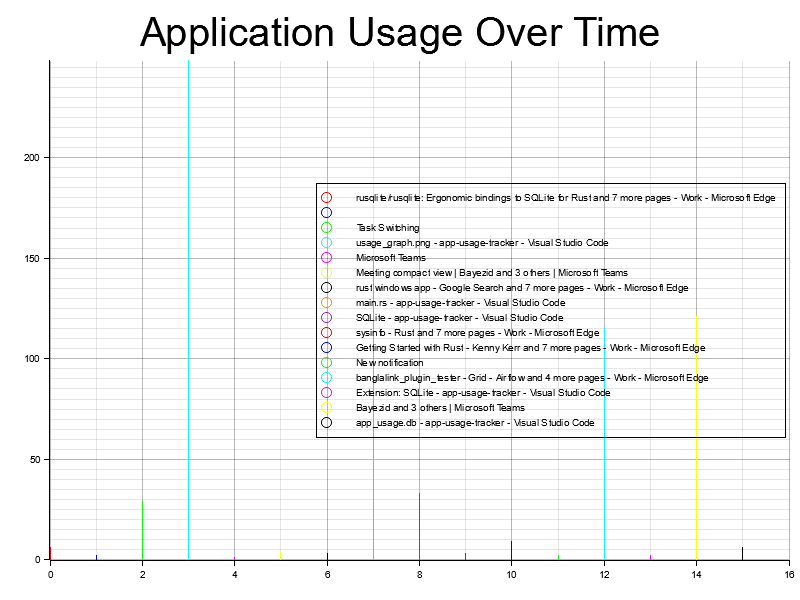 Application Usage Over Time
200
150
100
50
0
rusqlite/rusqlite: Ergonomic bindings to SQLite for Rust and 7 more pages - Work - Microsoft Edge
Task Switching
usage_graph.png - app-usage-tracker - Visual Studio Code
Microsoft Teams
Meeting compact view | Bayezid and 3 others | Microsoft Teams
rust windows app - Google Search and 7 more pages - Work - Microsoft Edge
main.rs - app-usage-tracker - Visual Studio Code
SQLite - app-usage-tracker - Visual Studio Code
sysinfo - Rust and 7 more pages - Work - Microsoft Edge
Getting Started with Rust - Kenny Kerr and 7 more pages - Work - Microsoft Edge
New notification
banglalink_plugin_tester - Grid - Airflow and 4 more pages - Work - Microsoft Edge
Extension: SQLite - app-usage-tracker - Visual Studio Code
Bayezid and 3 others | Microsoft Teams
app_usage.db - app-usage-tracker - Visual Studio Code
0 2 4 6 8 10 12 14 16